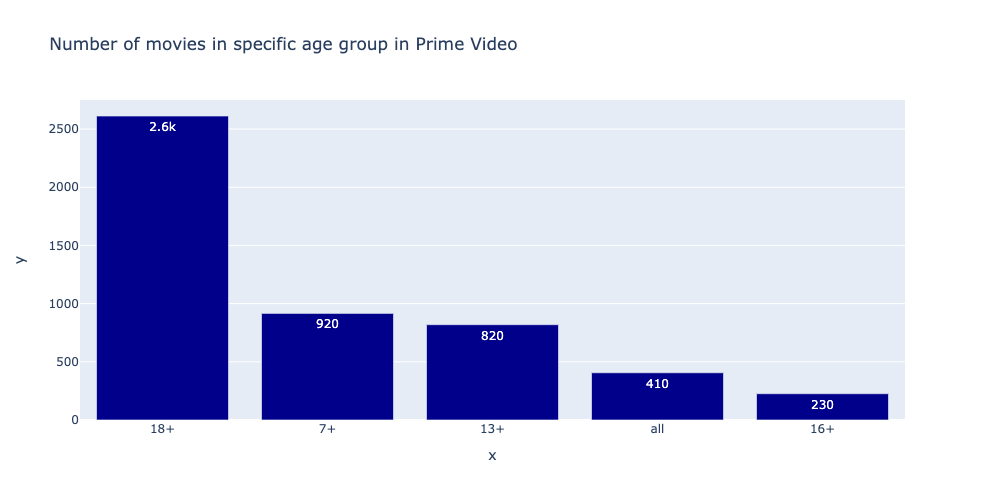 Number of movies in specific age group in Prime Video
2500
2000
1500
1000
500
0
y
2.6k
920
820
410
230
18+
7+
13+
all
16+
x